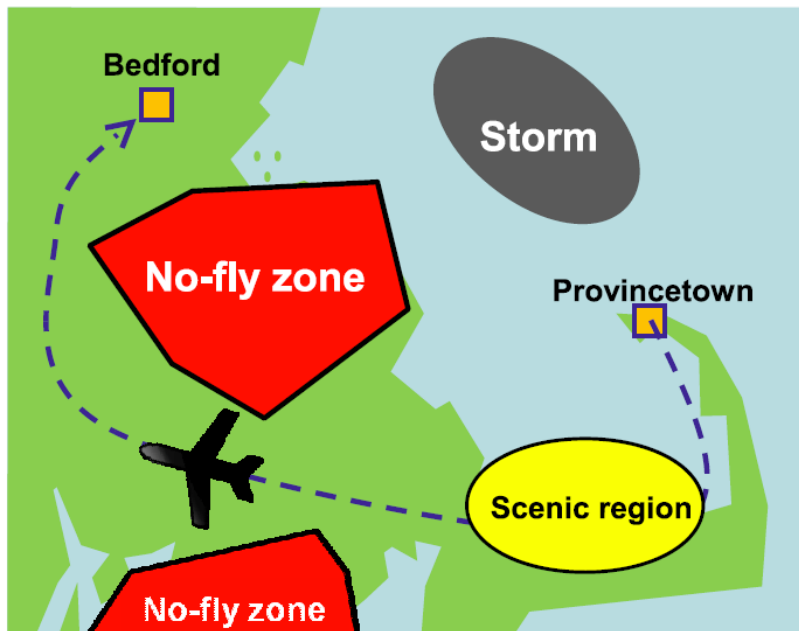 Bedford
Storm
No-fly zone
Provincetown
Scenic region
No-fly zone